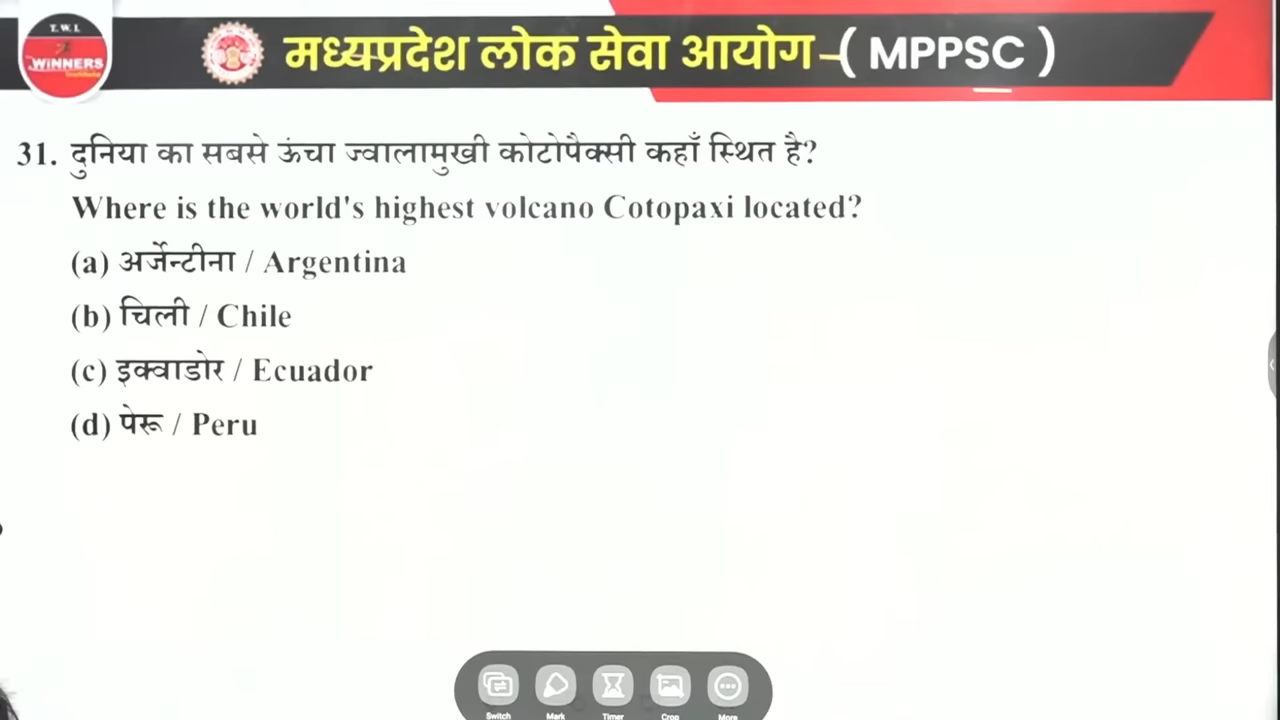 T.W.I.
WINNERS
मध्यप्रदेश लोक सेवा आयोग-( MPPSC )
31. दुनिया का सबसे ऊंचा ज्वालामुखी कोटोपैक्सी कहाँ स्थित है?
Where is the world's highest volcano Cotopaxi located?
(a) अर्जेन्टीना / Argentina
(b) चिली / Chile
(c) इक्वाडोर / Ecuador
(d) पेरू / Peru
Switch Mark Timer Crop More